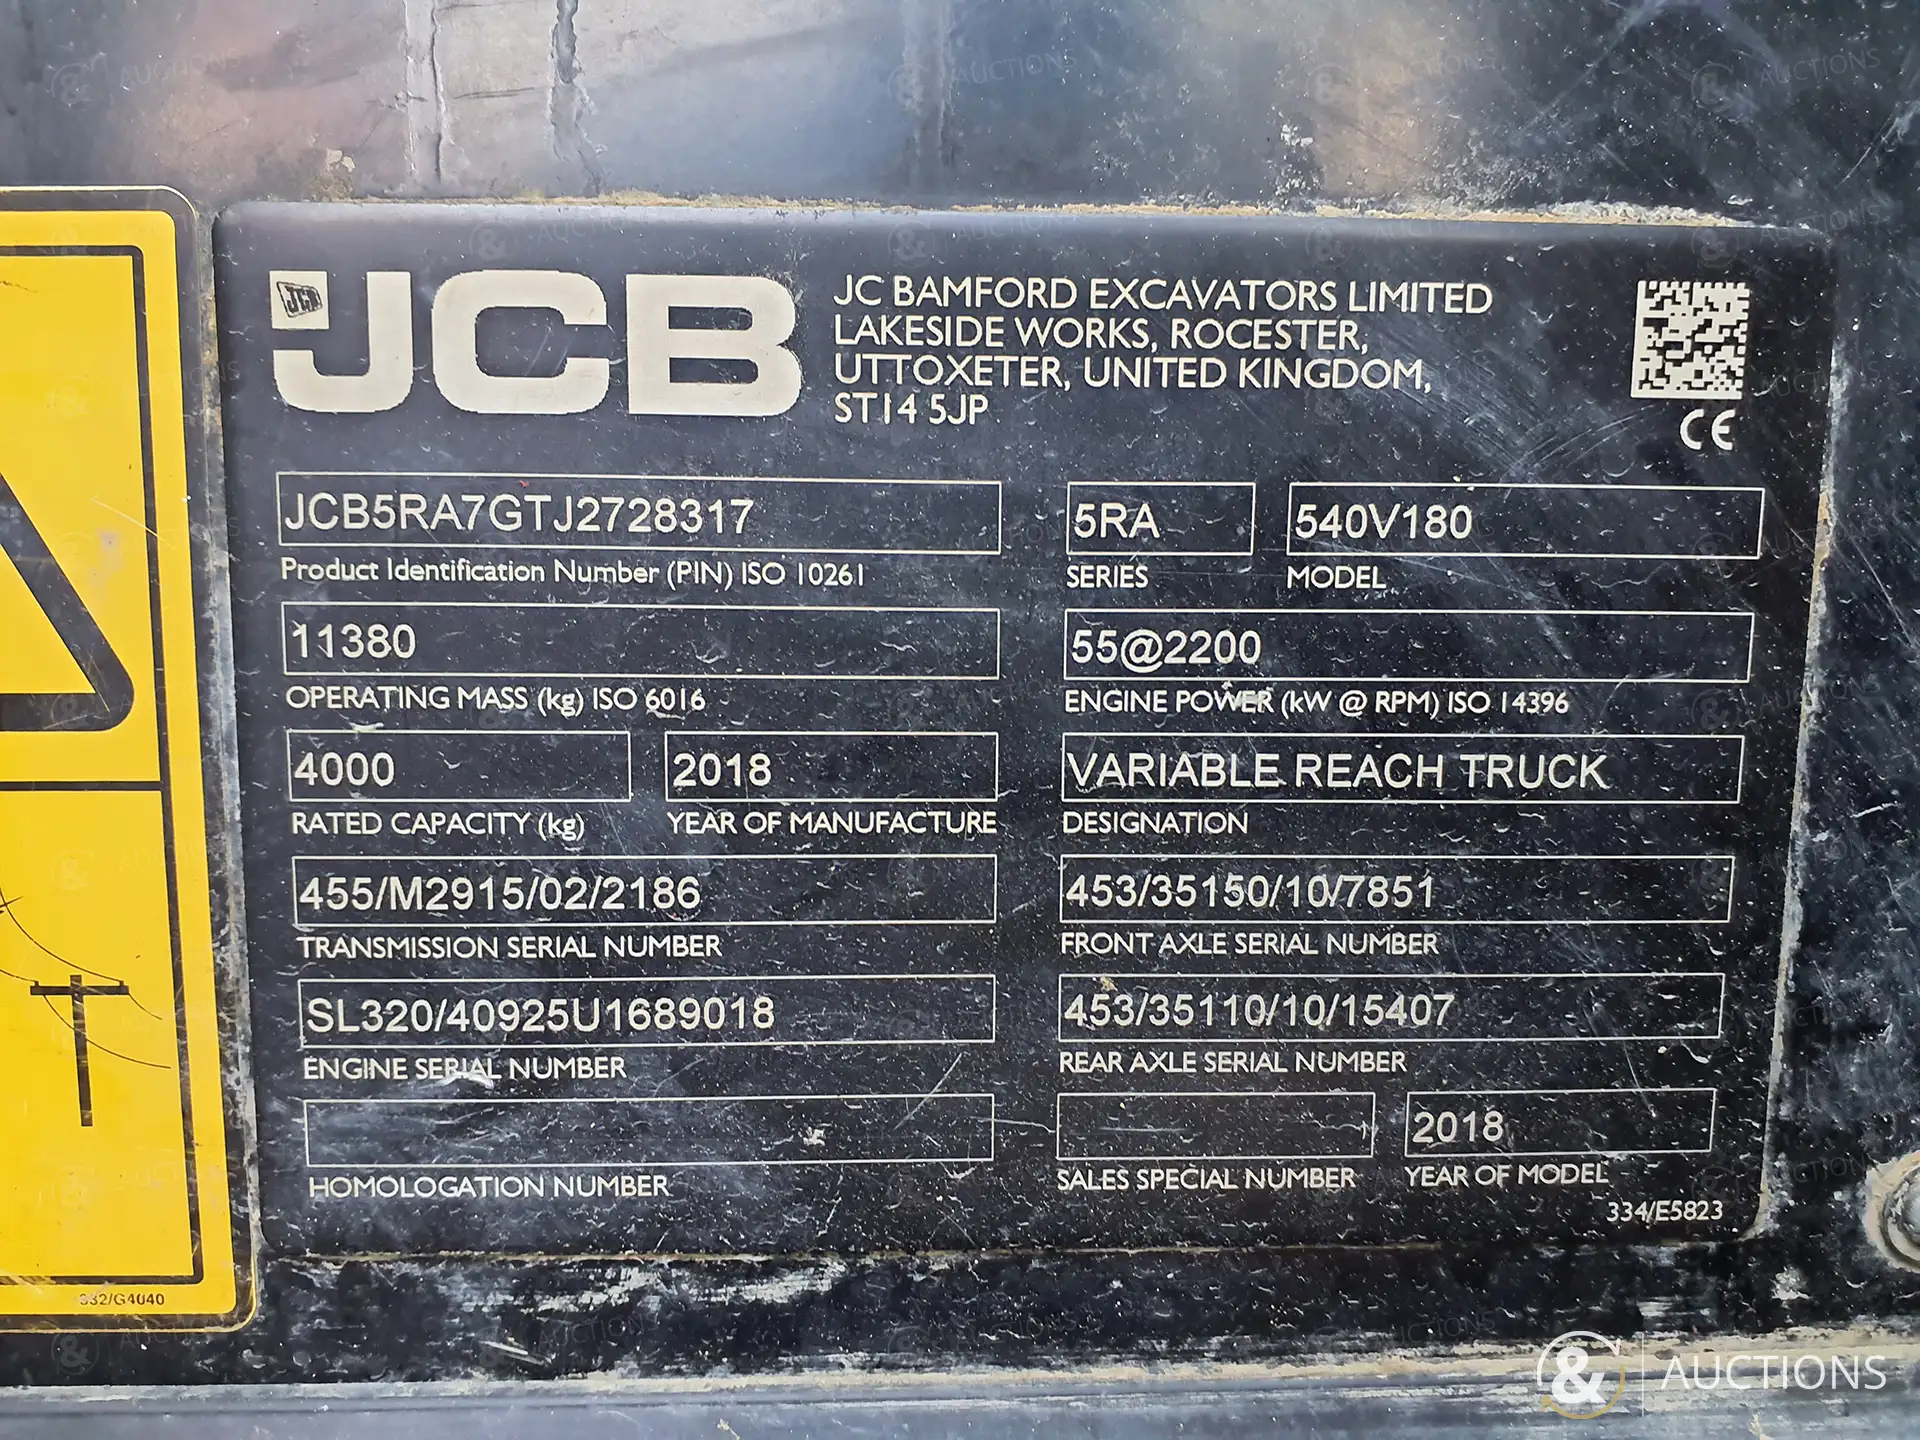 JCB
JCB
JC BAMFORD EXCAVATORS LIMITED
LAKESIDE WORKS, ROCESTER,
UTTOXETER, UNITED KINGDOM,
ST14 5JP
CE
JCB5RA7GTJ2728317
Product Identification Number (PIN) ISO 10261
5RA
SERIES
540V180
MODEL
11380
OPERATING MASS (kg) ISO 6016
55@2200
ENGINE POWER (kW @ RPM) ISO 14396
4000
RATED CAPACITY (kg)
2018
YEAR OF MANUFACTURE
VARIABLE REACH TRUCK
DESIGNATION
455/M2915/02/2186
TRANSMISSION SERIAL NUMBER
453/35150/10/7851
FRONT AXLE SERIAL NUMBER
SL320/40925U1689018
ENGINE SERIAL NUMBER
453/35110/10/15407
REAR AXLE SERIAL NUMBER
HOMOLOGATION NUMBER
SALES SPECIAL NUMBER
2018
YEAR OF MODEL
334/E5823
332/G4040
& AUCTIONS